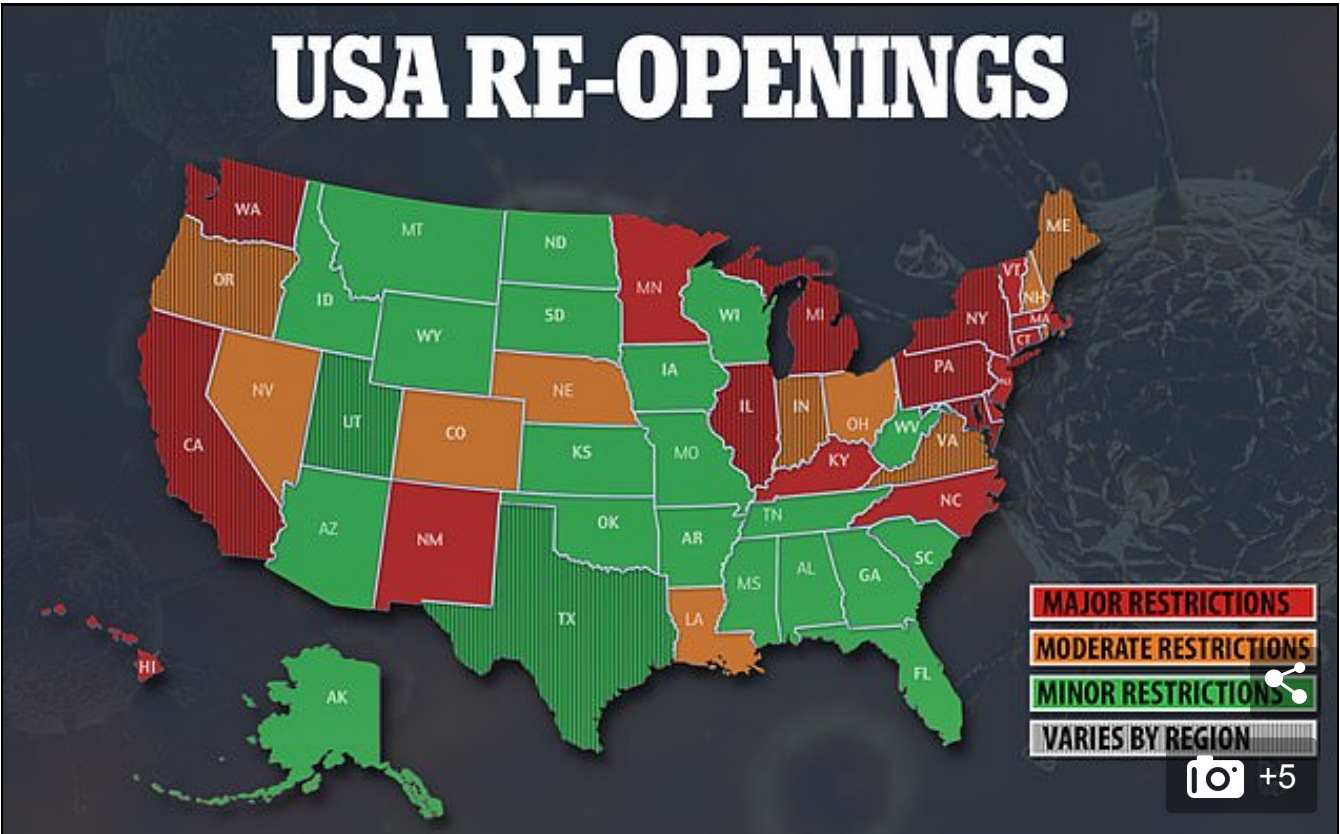 USA RE-OPENINGS
WA
MT
ND
MN
ME
OR
ID
SD
WI
MI
VT
NH
NY
MA
CT
WY
IA
PA
NJ
NV
NE
UT
CO
IL
IN
OH
WV
VA
CA
KS
MO
KY
NC
AZ
NM
OK
AR
TN
SC
MS
AL
GA
TX
LA
FL
HI
AK
MAJOR RESTRICTIONS
MODERATE RESTRICTIONS
MINOR RESTRICTIONS
VARIES BY REGION
+5